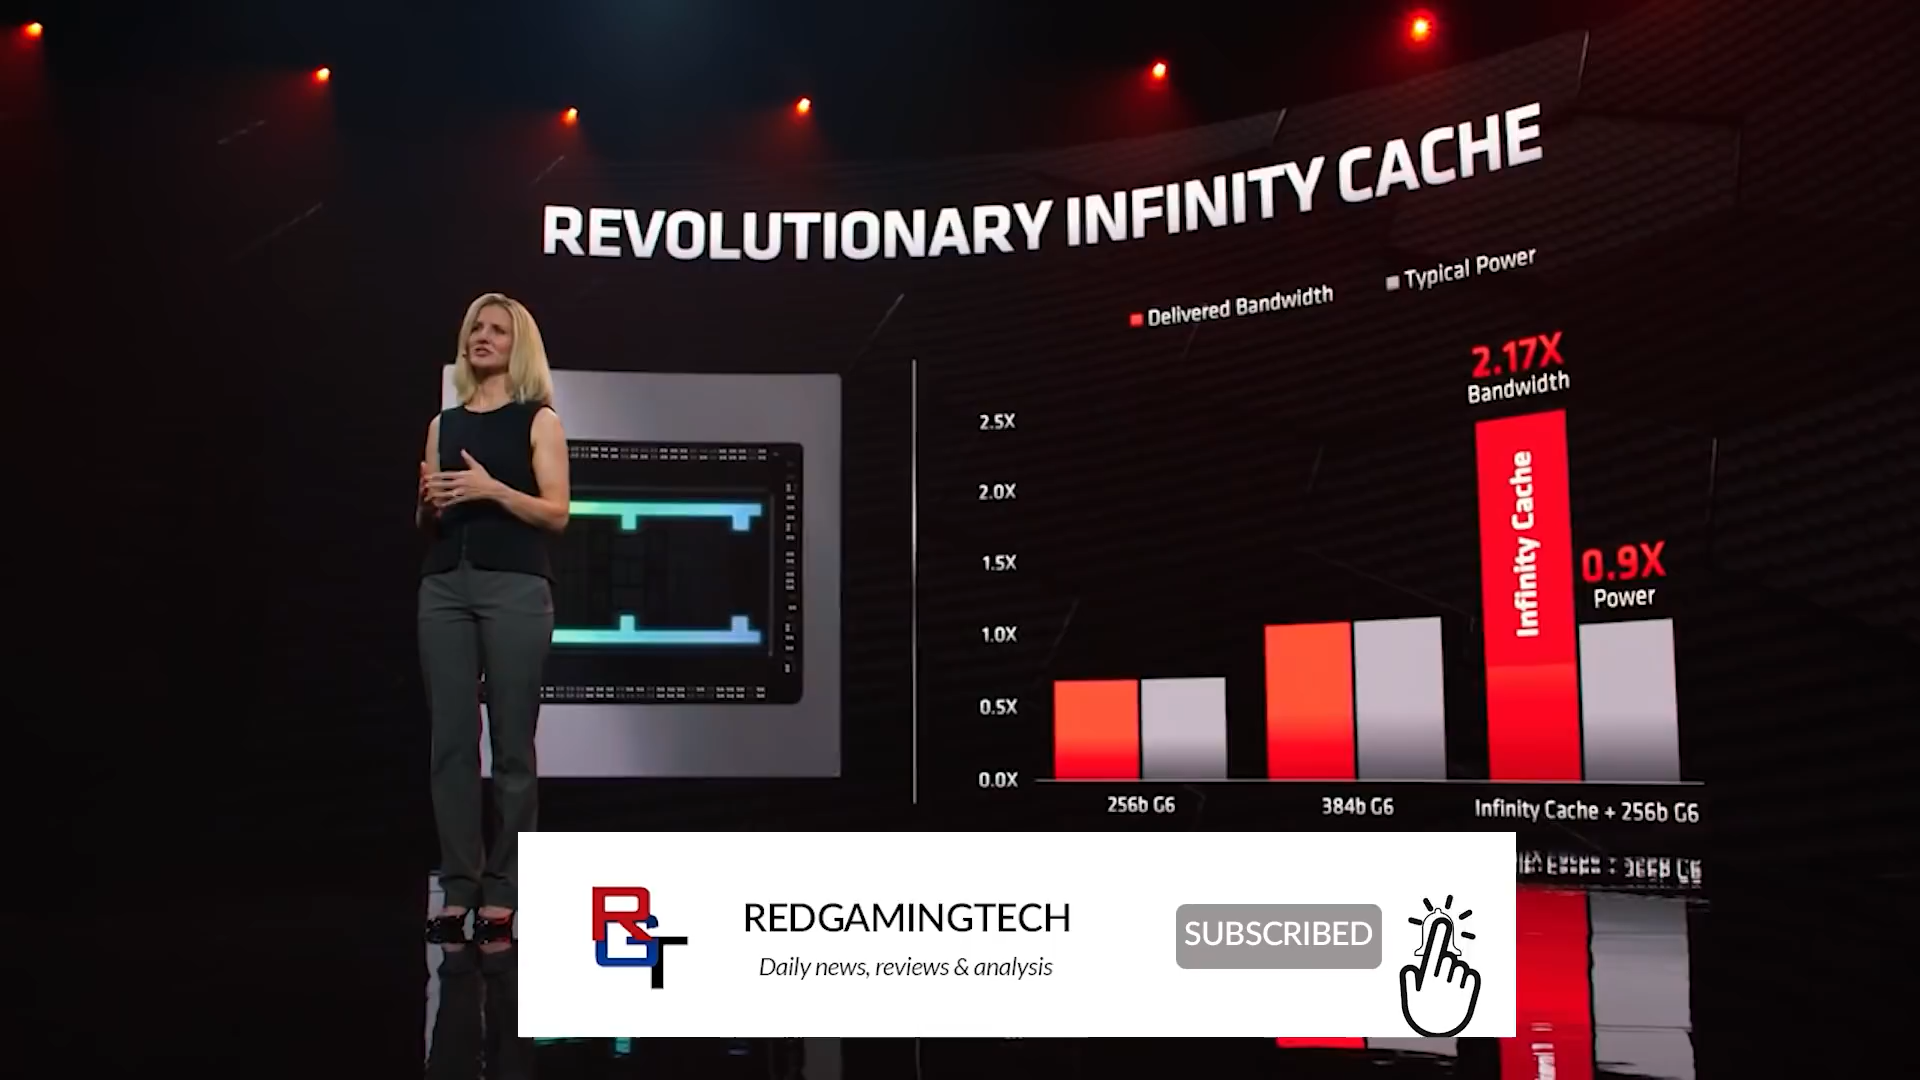 REVOLUTIONARY INFINITY CACHE
Delivered Bandwidth
Typical Power
2.17X
Bandwidth
2.5X
2.0X
1.5X
1.0X
0.5X
0.0X
Infinity Cache
0.9X
Power
256b G6
384b G6
Infinity Cache + 256b G6
RGT
REDGAMINGTECH
Daily news, reviews & analysis
SUBSCRIBED